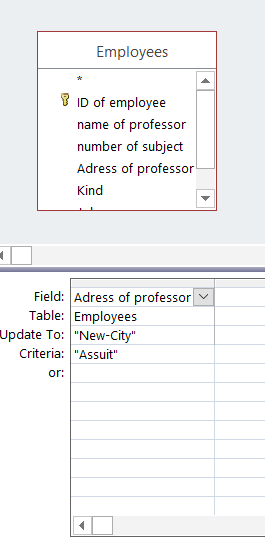 Employees
*
ID of employee
name of professor
number of subject
Adress of professor
Kind
Field: Adress of professor
Table: Employees
Update To: "New-City"
Criteria: "Assuit"
or: